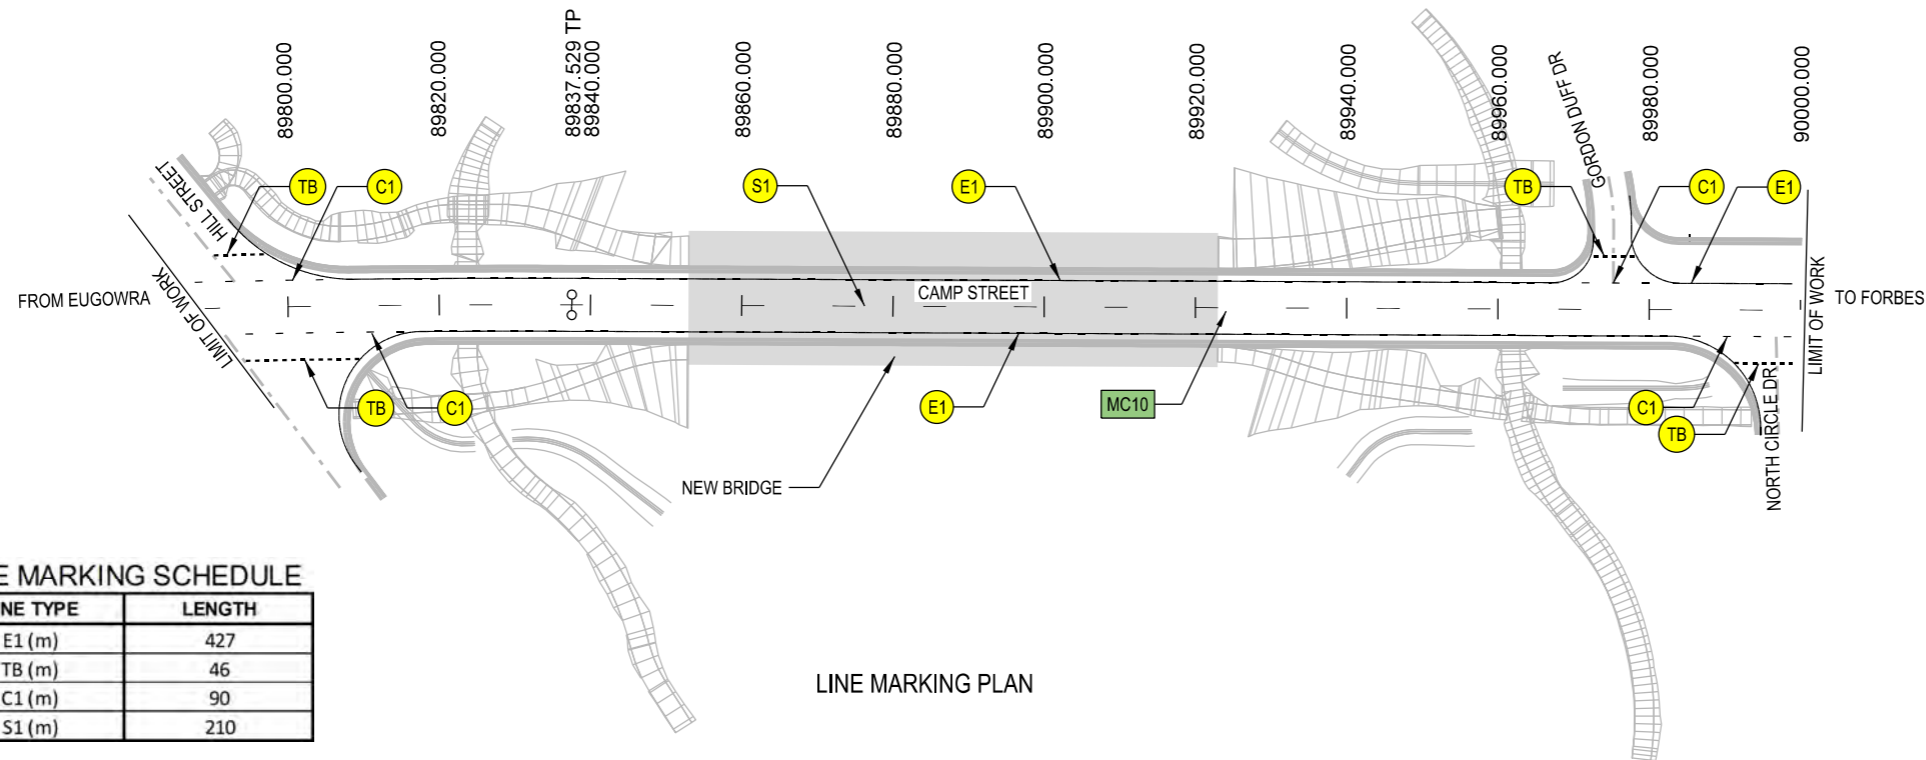 89800.000
89820.000
89837.529 TP
89840.000
89860.000
89880.000
89900.000
89920.000
89940.000
89960.000
89980.000
90000.000
GORDON DUFF DR
HILL STREET
TB
C1
S1
E1
TB
C1
E1
FROM EUGOWRA
LIMIT OF WORK
CAMP STREET
LIMIT OF WORK
TO FORBES
TB
C1
E1
MC10
C1
TB
NORTH CIRCLE DR
NEW BRIDGE
E MARKING SCHEDULE
NE TYPE LENGTH
E1 (m) 427
TB (m) 46
C1 (m) 90
S1 (m) 210
LINE MARKING PLAN